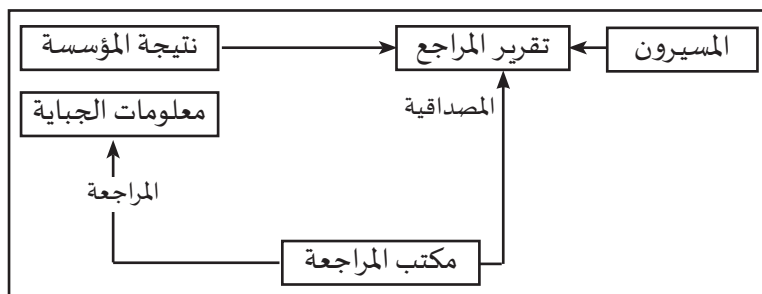 المسيرون
تقرير المراجع
نتيجة المؤسسة
المصداقية
معلومات الجباية
المراجعة
مكتب المراجعة